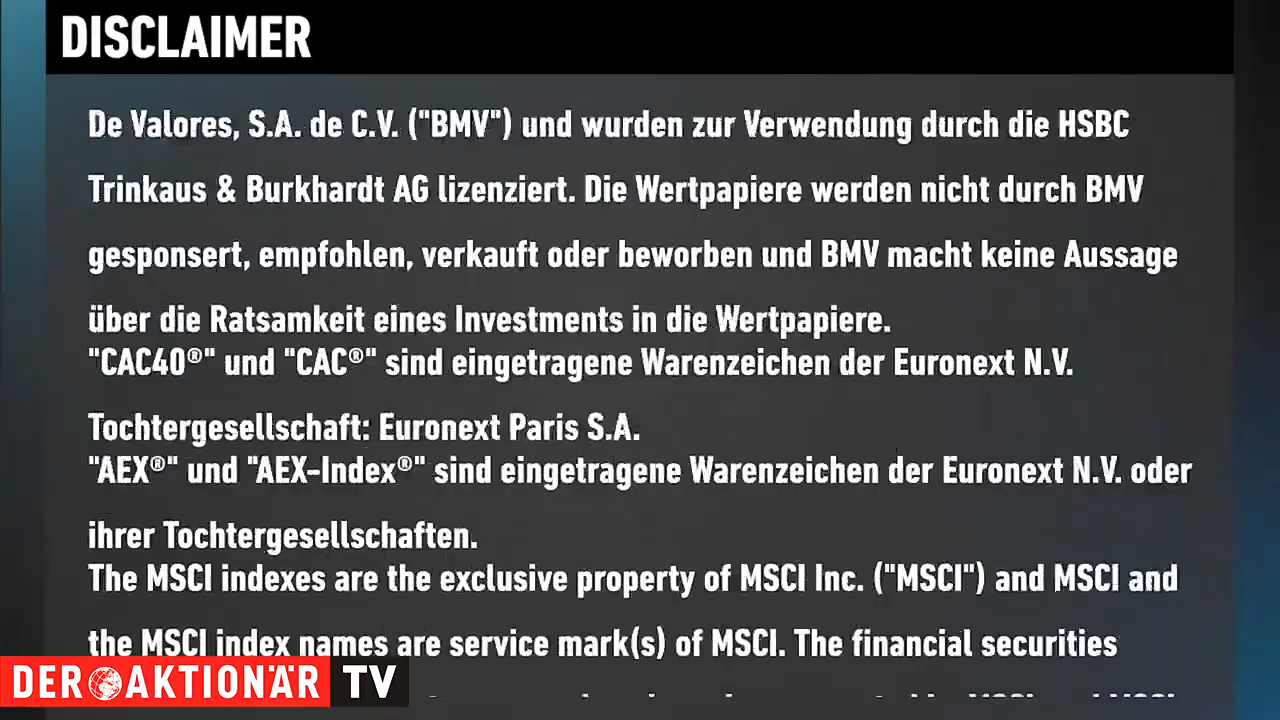 DISCLAIMER
De Valores, S.A. de C.V. ("BMV") und wurden zur Verwendung durch die HSBC
Trinkaus & Burkhardt AG lizenziert. Die Wertpapiere werden nicht durch BMV
gesponsert, empfohlen, verkauft oder beworben und BMV macht keine Aussage
über die Ratsamkeit eines Investments in die Wertpapiere.
"CAC40®" und "CAC®" sind eingetragene Warenzeichen der Euronext N.V.
Tochtergesellschaft: Euronext Paris S.A.
"AEX®" und "AEX-Index®" sind eingetragene Warenzeichen der Euronext N.V. oder
ihrer Tochtergesellschaften.
The MSCI indexes are the exclusive property of MSCI Inc. ("MSCI") and MSCI and
the MSCI index names are service mark(s) of MSCI. The financial securities
DER AKTIONÄR TV